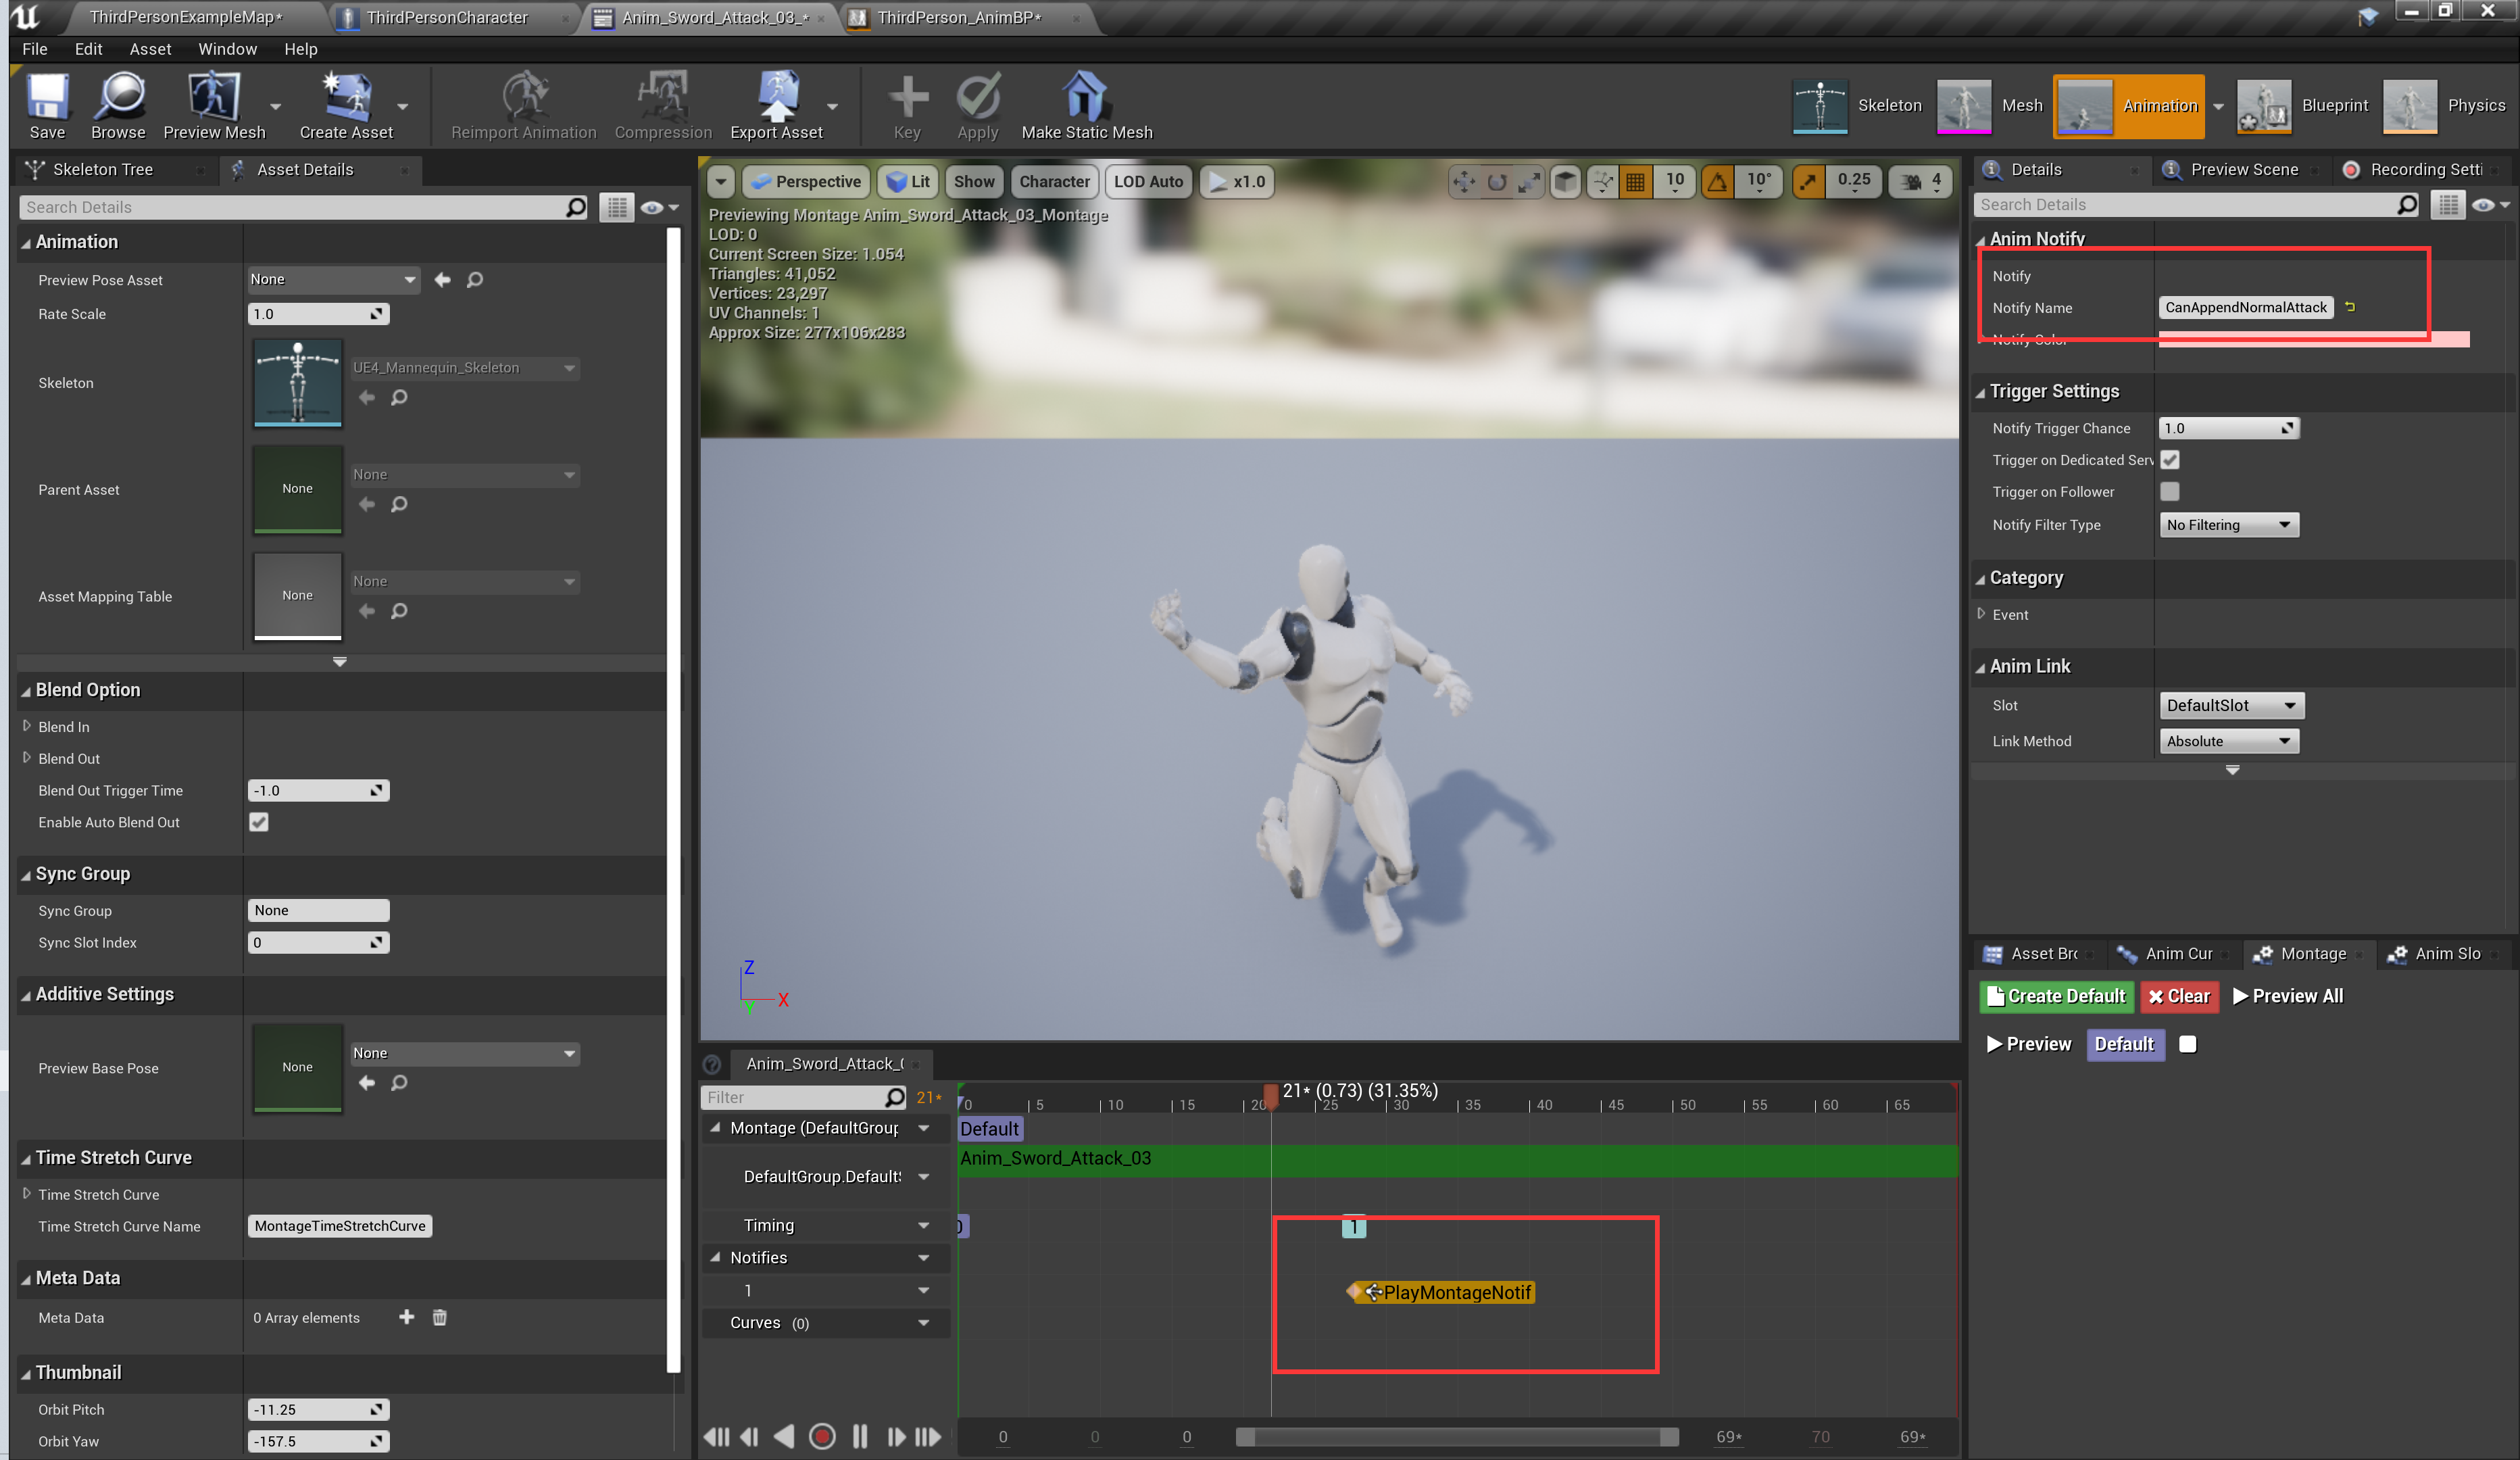 ThirdPersonExampleMap*
ThirdPersonCharacter
Anim_Sword_Attack_03_*
ThirdPerson_AnimBP*
File Edit Asset Window Help
Save
Browse
Preview Mesh
Create Asset
Reimport Animation
Compression
Export Asset
Key
Apply
Make Static Mesh
Skeleton
Mesh
Animation
Blueprint
Physics
Skeleton Tree
Asset Details
Search Details
Animation
Preview Pose Asset None
Rate Scale 1.0
Skeleton UE4_Mannequin_Skeleton
Parent Asset None None
Asset Mapping Table None None
Blend Option
Blend In
Blend Out
Blend Out Trigger Time -1.0
Enable Auto Blend Out
Sync Group
Sync Group None
Sync Slot Index 0
Additive Settings
Preview Base Pose None None
Time Stretch Curve
Time Stretch Curve
Time Stretch Curve Name MontageTimeStretchCurve
Meta Data
Meta Data 0 Array elements
Thumbnail
Orbit Pitch -11.25
Orbit Yaw -157.5
Perspective Lit Show Character LOD Auto x1.0
10 10° 0.25 4
Previewing Montage Anim_Sword_Attack_03_Montage
LOD: 0
Current Screen Size: 1.054
Triangles: 41,052
Vertices: 23,297
UV Channels: 1
Approx Size: 277x106x283
Z
X
Y
Anim_Sword_Attack_(
Filter 21*
21* (0.73) (31.35%)
0 5 10 15 20 25 30 35 40 45 50 55 60 65
Montage (DefaultGroup
Default
Anim_Sword_Attack_03
DefaultGroup.Default
Timing
1
Notifies
1
PlayMontageNotif
Curves (0)
0 0 0 69* 70 69*
Details
Preview Scene
Recording Setti
Search Details
Anim Notify
Notify
Notify Name CanAppendNormalAttack
Notify Color
Trigger Settings
Notify Trigger Chance 1.0
Trigger on Dedicated Serv
Trigger on Follower
Notify Filter Type No Filtering
Category
Event
Anim Link
Slot DefaultSlot
Link Method Absolute
Asset Brc
Anim Cur
Montage
Anim Slo
Create Default Clear Preview All
Preview Default